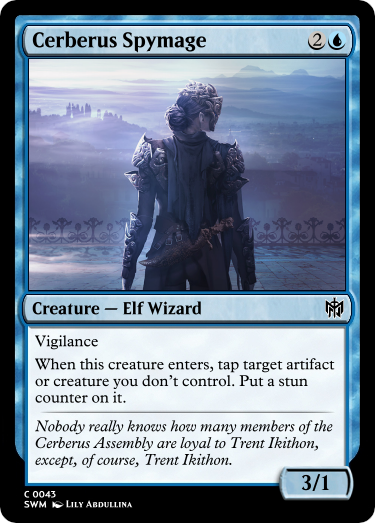 Cerberus Spymage 2
Creature — Elf Wizard
Vigilance
When this creature enters, tap target artifact
or creature you don't control. Put a stun
counter on it.
Nobody really knows how many members of the
Cerberus Assembly are loyal to Trent Ikithon,
except, of course, Trent Ikithon.
3/1
C 0043
SWM Lily Abdullina